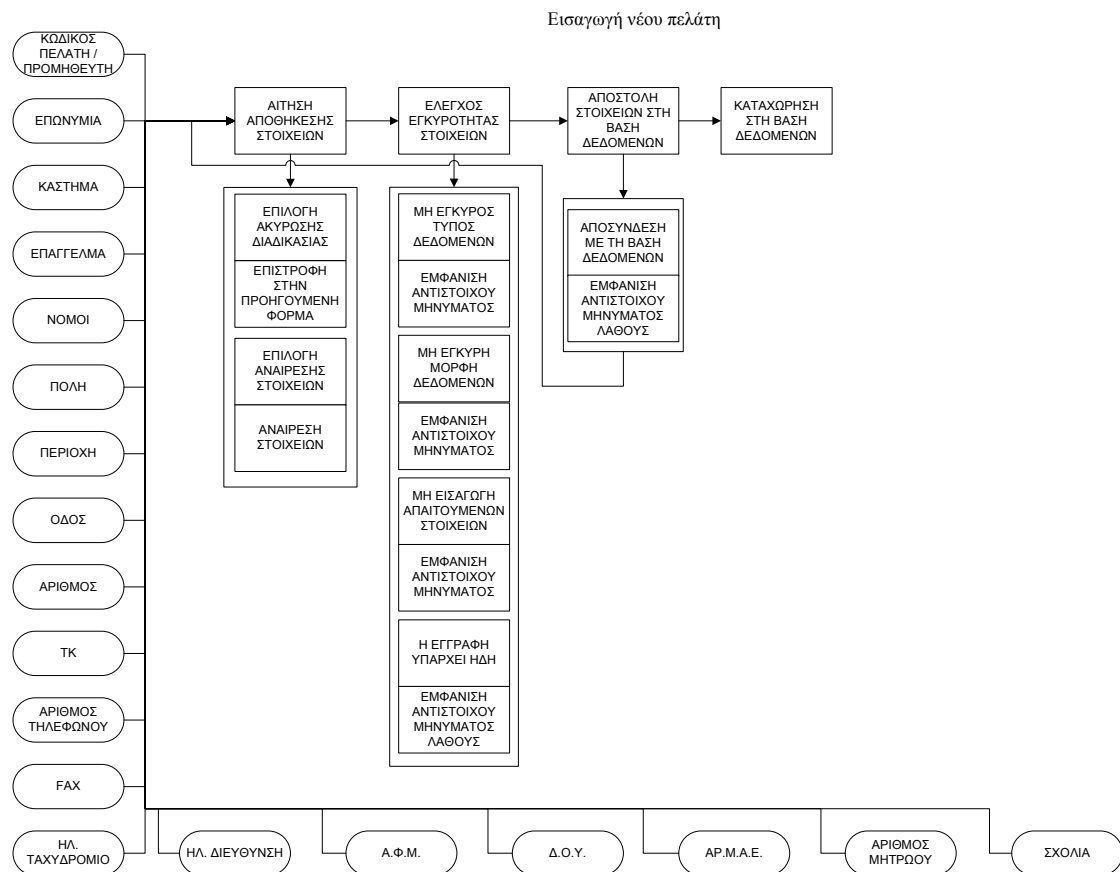 Εισαγωγή νέου πελάτη
ΚΩΔΙΚΟΣ
ΠΕΛΑΤΗ /
ΠΡΟΜΗΘΕΥΤΗ
ΕΠΩΝΥΜΙΑ
ΚΑΣΤΗΜΑ
ΕΠΑΓΓΕΛΜΑ
ΝΟΜΟΙ
ΠΟΛΗ
ΠΕΡΙΟΧΗ
ΟΔΟΣ
ΑΡΙΘΜΟΣ
ΤΚ
ΑΡΙΘΜΟΣ
ΤΗΛΕΦΩΝΟΥ
FAX
ΗΛ.
ΤΑΧΥΔΡΟΜΙΟ
ΗΛ. ΔΙΕΥΘΥΝΣΗ
Α.Φ.Μ.
Δ.Ο.Υ.
ΑΡ.Μ.Α.Ε.
ΑΡΙΘΜΟΣ
ΜΗΤΡΩΟΥ
ΣΧΟΛΙΑ
ΑΙΤΗΣΗ
ΑΠΟΘΗΚΕΣΗΣ
ΣΤΟΙΧΕΙΩΝ
ΕΛΕΓΧΟΣ
ΕΓΚΥΡΟΤΗΤΑΣ
ΣΤΟΙΧΕΙΩΝ
ΑΠΟΣΤΟΛΗ
ΣΤΟΙΧΕΙΩΝ ΣΤΗ
ΒΑΣΗ
ΔΕΔΟΜΕΝΩΝ
ΚΑΤΑΧΩΡΗΣΗ
ΣΤΗ ΒΑΣΗ
ΔΕΔΟΜΕΝΩΝ
ΕΠΙΛΟΓΗ
ΑΚΥΡΩΣΗΣ
ΔΙΑΔΙΚΑΣΙΑΣ
ΕΠΙΣΤΡΟΦΗ
ΣΤΗΝ
ΠΡΟΗΓΟΥΜΕΝΗ
ΦΟΡΜΑ
ΕΠΙΛΟΓΗ
ΑΝΑΙΡΕΣΗΣ
ΣΤΟΙΧΕΙΩΝ
ΑΝΑΙΡΕΣΗ
ΣΤΟΙΧΕΙΩΝ
ΜΗ ΕΓΚΥΡΟΣ
ΤΥΠΟΣ
ΔΕΔΟΜΕΝΩΝ
ΕΜΦΑΝΙΣΗ
ΑΝΤΙΣΤΟΙΧΟΥ
ΜΗΝΥΜΑΤΟΣ
ΜΗ ΕΓΚΥΡΗ
ΜΟΡΦΗ
ΔΕΔΟΜΕΝΩΝ
ΕΜΦΑΝΙΣΗ
ΑΝΤΙΣΤΟΙΧΟΥ
ΜΗΝΥΜΑΤΟΣ
ΜΗ ΕΙΣΑΓΩΓΗ
ΑΠΑΙΤΟΥΜΕΝΩΝ
ΣΤΟΙΧΕΙΩΝ
ΕΜΦΑΝΙΣΗ
ΑΝΤΙΣΤΟΙΧΟΥ
ΜΗΝΥΜΑΤΟΣ
Η ΕΓΓΡΑΦΗ
ΥΠΑΡΧΕΙ ΗΔΗ
ΕΜΦΑΝΙΣΗ
ΑΝΤΙΣΤΟΙΧΟΥ
ΜΗΝΥΜΑΤΟΣ
ΛΑΘΟΥΣ
ΑΠΟΣΥΝΔΕΣΗ
ΜΕ ΤΗ ΒΑΣΗ
ΔΕΔΟΜΕΝΩΝ
ΕΜΦΑΝΙΣΗ
ΑΝΤΙΣΤΟΙΧΟΥ
ΜΗΝΥΜΑΤΟΣ
ΛΑΘΟΥΣ